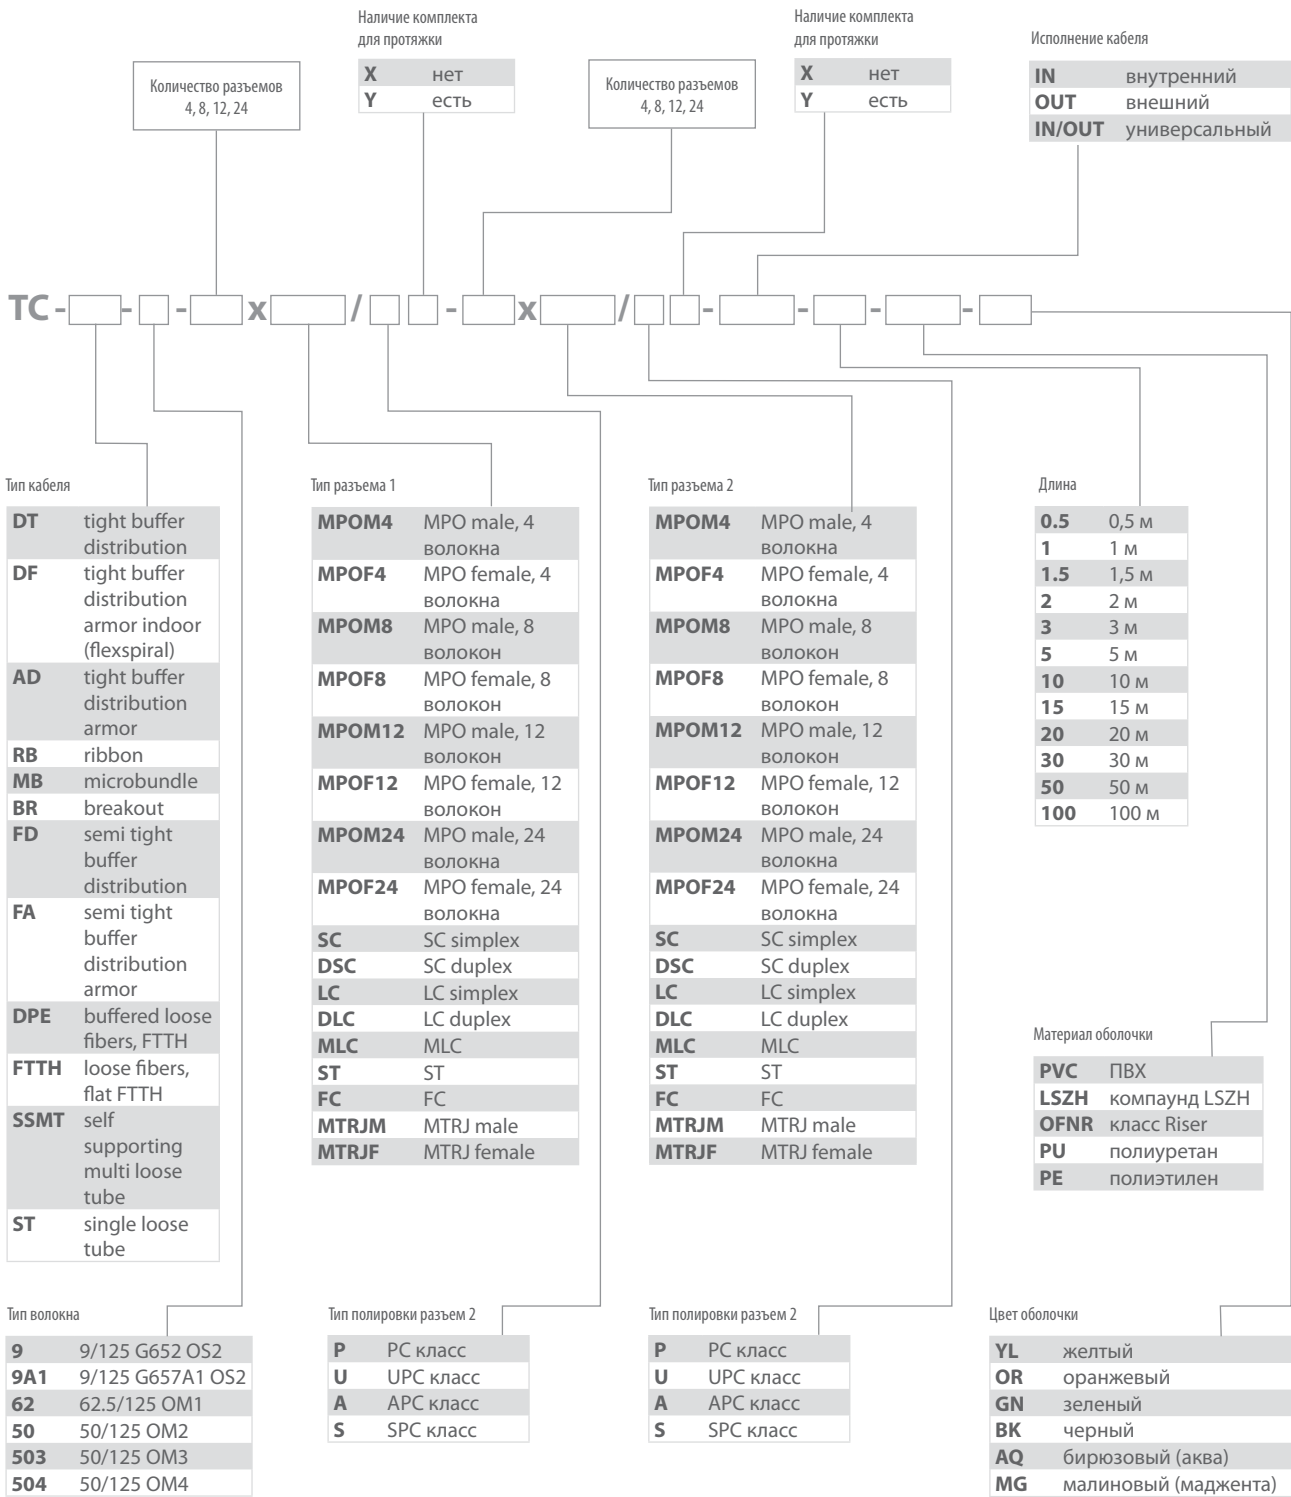 Наличие комплекта
для протяжки
X нет
Y есть
Количество разъемов
4, 8, 12, 24
Наличие комплекта
для протяжки
X нет
Y есть
Количество разъемов
4, 8, 12, 24
Исполнение кабеля
IN внутренний
OUT внешний
IN/OUT универсальный
TC - - - x / - x / - - - -
Тип кабеля
DT tight buffer
distribution
DF tight buffer
distribution
armor indoor
(flexspiral)
AD tight buffer
distribution
armor
RB ribbon
MB microbundle
BR breakout
FD semi tight
buffer
distribution
FA semi tight
buffer
distribution
armor
DPE buffered loose
fibers, FTTH
FTTH loose fibers,
flat FTTH
SSMT self
supporting
multi loose
tube
ST single loose
tube
Тип разъема 1
MPOM4 MPO male, 4
волокна
MPOF4 MPO female, 4
волокна
MPOM8 MPO male, 8
волокон
MPOF8 MPO female, 8
волокон
MPOM12 MPO male, 12
волокон
MPOF12 MPO female, 12
волокон
MPOM24 MPO male, 24
волокна
MPOF24 MPO female, 24
волокна
SC SC simplex
DSC SC duplex
LC LC simplex
DLC LC duplex
MLC MLC
ST ST
FC FC
MTRJM MTRJ male
MTRJF MTRJ female
Тип разъема 2
MPOM4 MPO male, 4
волокна
MPOF4 MPO female, 4
волокна
MPOM8 MPO male, 8
волокон
MPOF8 MPO female, 8
волокон
MPOM12 MPO male, 12
волокон
MPOF12 MPO female, 12
волокон
MPOM24 MPO male, 24
волокна
MPOF24 MPO female, 24
волокна
SC SC simplex
DSC SC duplex
LC LC simplex
DLC LC duplex
MLC MLC
ST ST
FC FC
MTRJM MTRJ male
MTRJF MTRJ female
Длина
0.5 0,5 м
1 1 м
1.5 1,5 м
2 2 м
3 3 м
5 5 м
10 10 м
15 15 м
20 20 м
30 30 м
50 50 м
100 100 м
Материал оболочки
PVC ПВХ
LSZH компаунд LSZH
OFNR класс Riser
PU полиуретан
PE полиэтилен
Тип волокна
9 9/125 G652 OS2
9A1 9/125 G657A1 OS2
62 62.5/125 OM1
50 50/125 OM2
503 50/125 OM3
504 50/125 OM4
Тип полировки разъем 2
P PC класс
U UPC класс
A APC класс
S SPC класс
Тип полировки разъем 2
P PC класс
U UPC класс
A APC класс
S SPC класс
Цвет оболочки
YL желтый
OR оранжевый
GN зеленый
BK черный
AQ бирюзовый (аква)
MG малиновый (маджента)